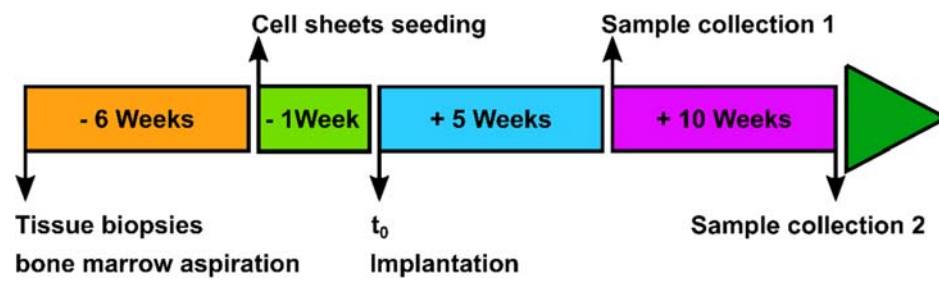 Cell sheets seeding
Sample collection 1
- 6 Weeks
- 1Week
+ 5 Weeks
+ 10 Weeks
Tissue biopsies
bone marrow aspiration
t0
Implantation
Sample collection 2